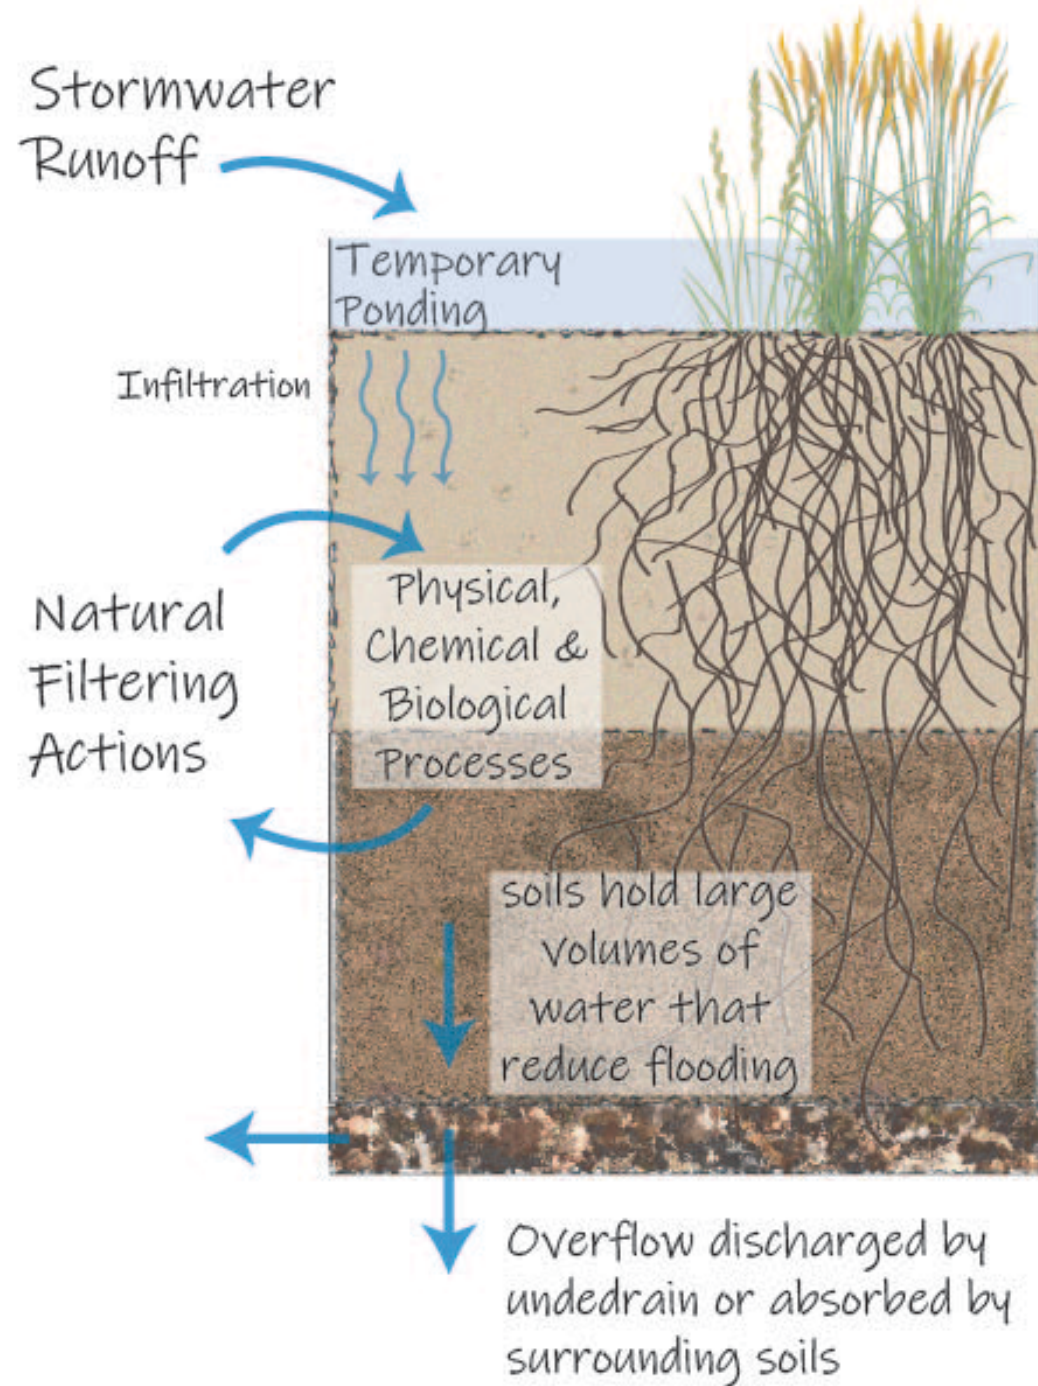 Stormwater
Runoff
Temporary
Ponding
Infiltration
Physical,
Chemical &
Biological
Processes
Natural
Filtering
Actions
soils hold large
volumes of
water that
reduce flooding
Overflow discharged by
undedrain or absorbed by
surrounding soils